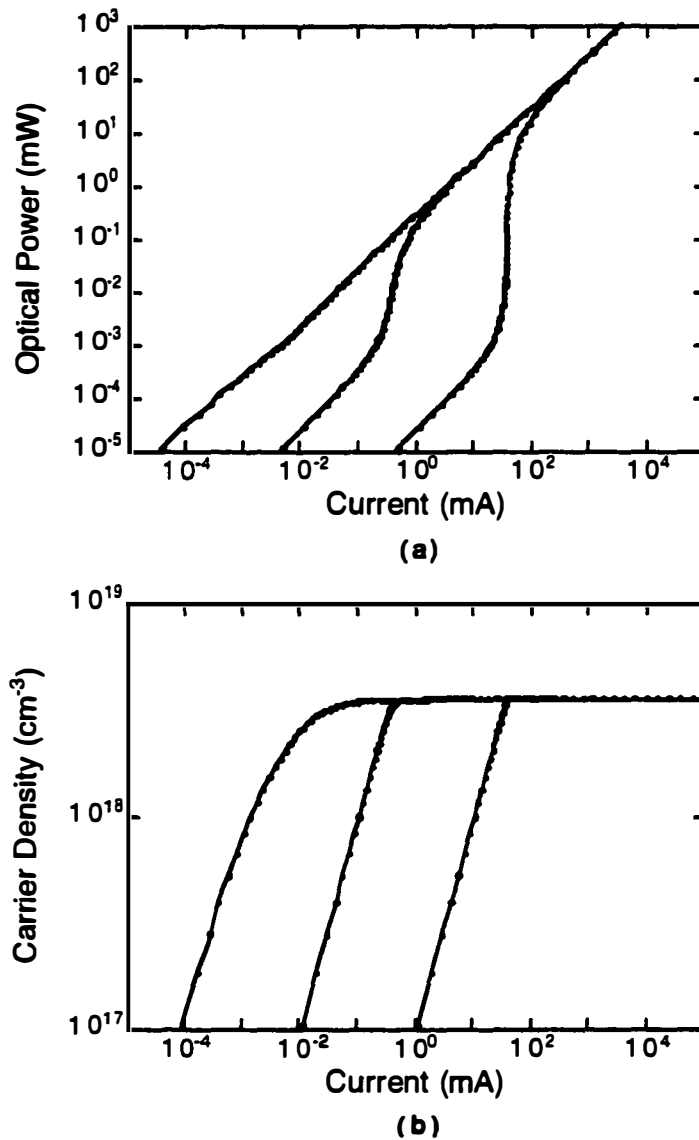 10³
10²
10¹
10⁰
10⁻¹
10⁻²
10⁻³
10⁻⁴
10⁻⁵
Optical Power (mW)
10⁻⁴ 10⁻² 10⁰ 10² 10⁴
Current (mA)
(a)
10¹⁹
10¹⁸
10¹⁷
Carrier Density (cm⁻³)
10⁻⁴ 10⁻² 10⁰ 10² 10⁴
Current (mA)
(b)